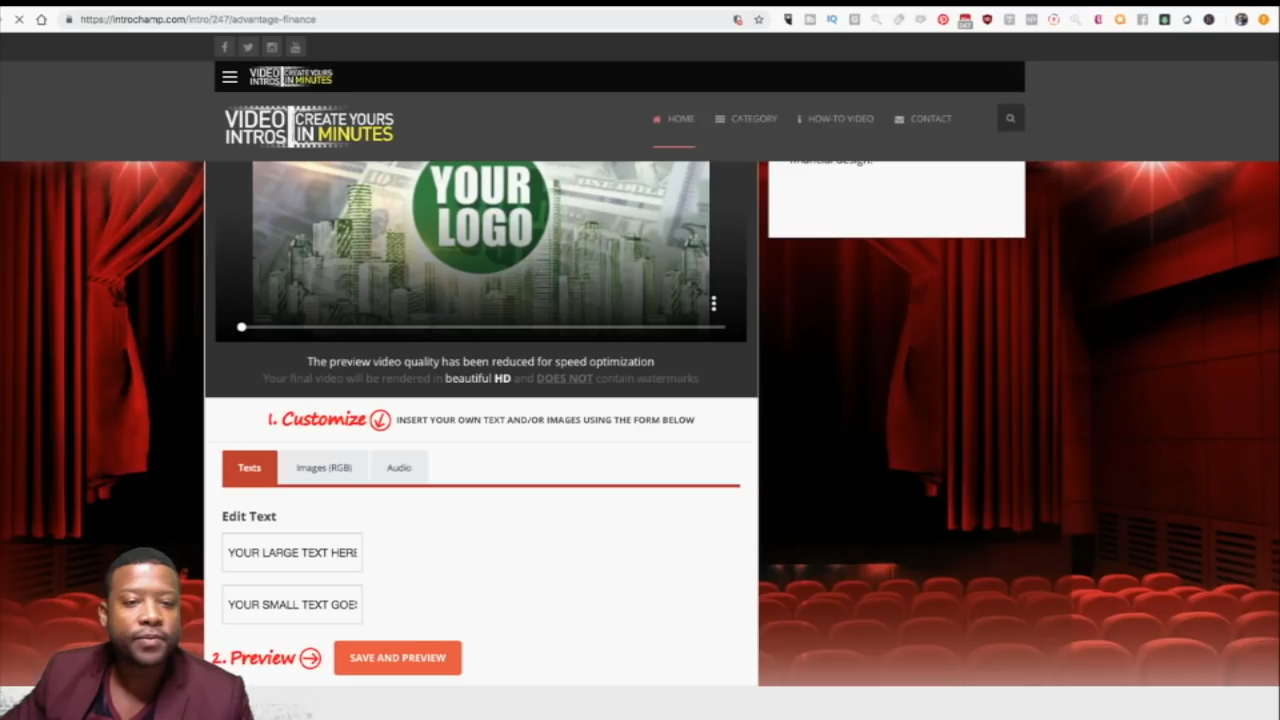 https://introchamp.com/intro/247/advantage-finance
VIDEO INTROS CREATE YOURS IN MINUTES
VIDEO INTROS CREATE YOURS IN MINUTES
HOME CATEGORY HOW-TO VIDEO CONTACT
financial design.
YOUR
LOGO
The preview video quality has been reduced for speed optimization
Your final video will be rendered in beautiful HD and DOES NOT contain watermarks
1. Customize INSERT YOUR OWN TEXT AND/OR IMAGES USING THE FORM BELOW
Texts Images (RGB) Audio
Edit Text
YOUR LARGE TEXT HERE
YOUR SMALL TEXT GOES
2. Preview SAVE AND PREVIEW